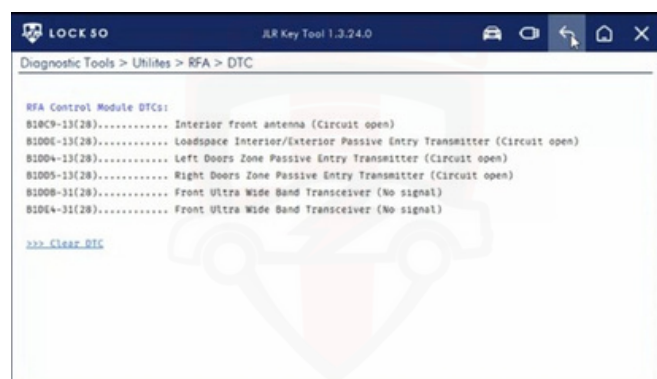 LOCK 50
JLR Key Tool 1.3.24.0
Diagnostic Tools > Utilites > RFA > DTC
RFA Control Module DTCs:
B10C9-13(28)............ Interior front antenna (Circuit open)
B1D0E-13(28)............ Loadspace Interior/Exterior Passive Entry Transmitter (Circuit open)
B1D04-13(28)............ Left Doors Zone Passive Entry Transmitter (Circuit open)
B1D05-13(28)............ Right Doors Zone Passive Entry Transmitter (Circuit open)
B1D0B-31(28)............ Front Ultra Wide Band Transceiver (No signal)
B1DE4-31(28)............ Front Ultra Wide Band Transceiver (No signal)
>>> Clear DTC